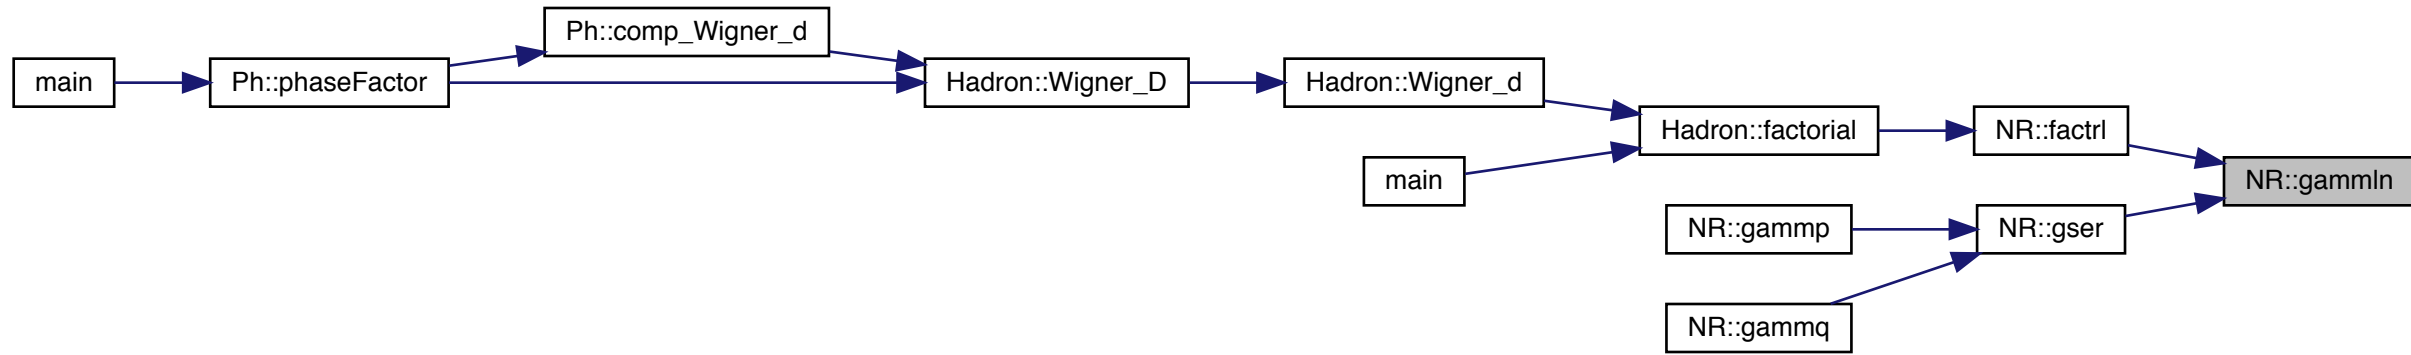 Ph::comp_Wigner_d
main
Ph::phaseFactor
Hadron::Wigner_D
Hadron::Wigner_d
Hadron::factorial
NR::factrl
main
NR::gammln
NR::gammp
NR::gser
NR::gammq